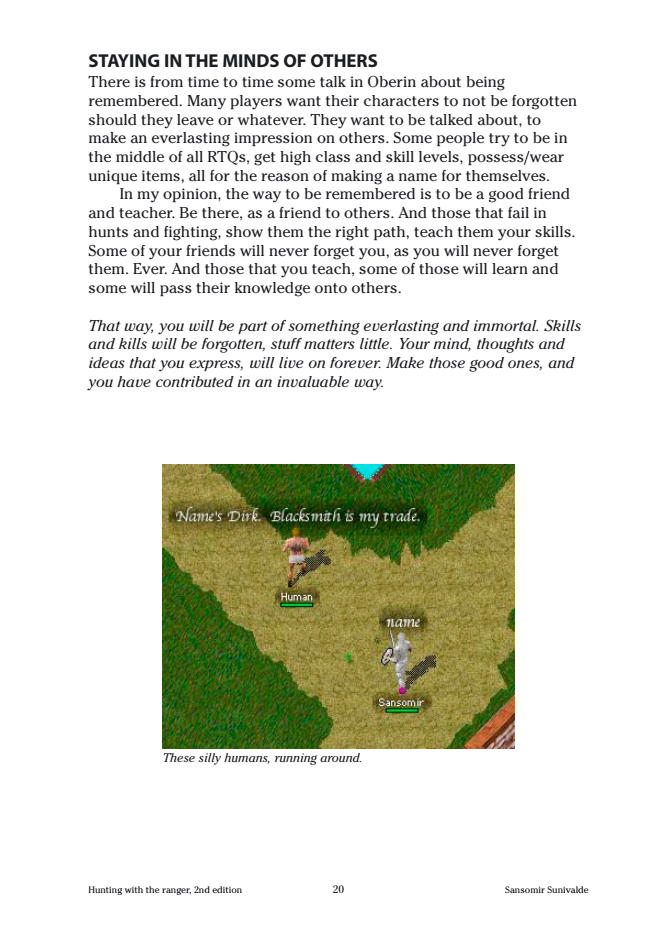 STAYING IN THE MINDS OF OTHERS
There is from time to time some talk in Oberin about being
remembered. Many players want their characters to not be forgotten
should they leave or whatever. They want to be talked about, to
make an everlasting impression on others. Some people try to be in
the middle of all RTQs, get high class and skill levels, possess/wear
unique items, all for the reason of making a name for themselves.
In my opinion, the way to be remembered is to be a good friend
and teacher. Be there, as a friend to others. And those that fail in
hunts and fighting, show them the right path, teach them your skills.
Some of your friends will never forget you, as you will never forget
them. Ever. And those that you teach, some of those will learn and
some will pass their knowledge onto others.
That way, you will be part of something everlasting and immortal. Skills
and kills will be forgotten, stuff matters little. Your mind, thoughts and
ideas that you express, will live on forever. Make those good ones, and
you have contributed in an invaluable way.
Name's Dirk. Blacksmith is my trade.
Human
name
Sansomir
These silly humans, running around.
Hunting with the ranger, 2nd edition 20 Sansomir Sunivalde